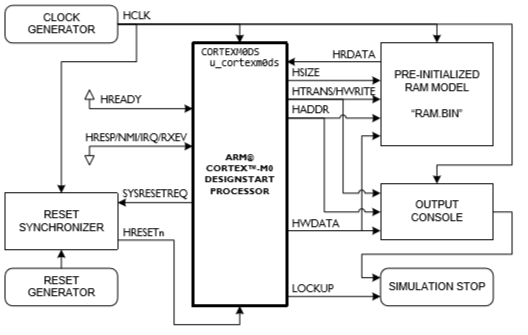 CLOCK
GENERATOR
HCLK
CORTEXM0DS
u_cortexm0ds
HRDATA
HSIZE
HTRANS/HWRITE
HADDR
PRE-INITIALIZED
RAM MODEL
"RAM.BIN"
HREADY
HRESP/NMI/IRQ/RXEV
ARM@
CORTEX™-M0
DESIGNSTART
PROCESSOR
SYSRESETREQ
RESET
SYNCHRONIZER
HRESETn
HWDATA
OUTPUT
CONSOLE
RESET
GENERATOR
LOCKUP
SIMULATION STOP